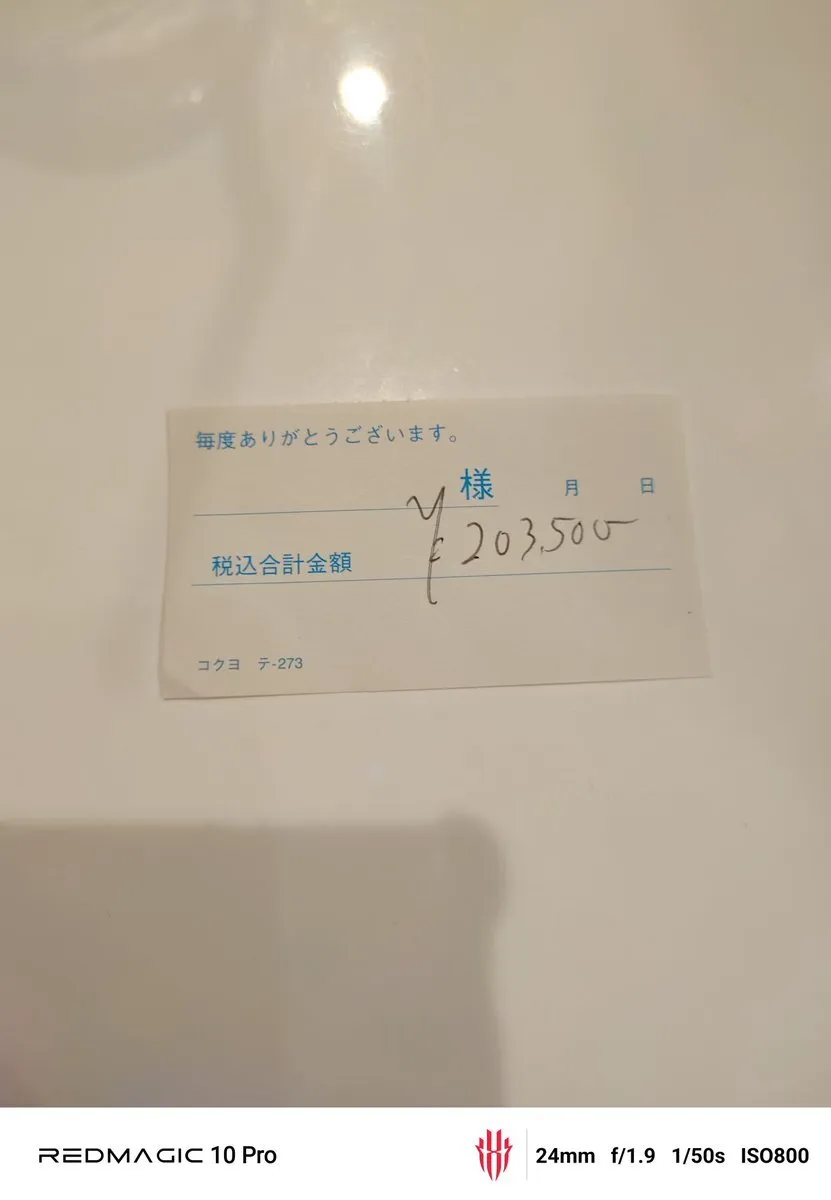 毎度ありがとうございます。
様 月 日
税込合計金額 ¥203,500
コクヨ テ-273
REDMAGIC 10 Pro 24mm f/1.9 1/50s ISO800